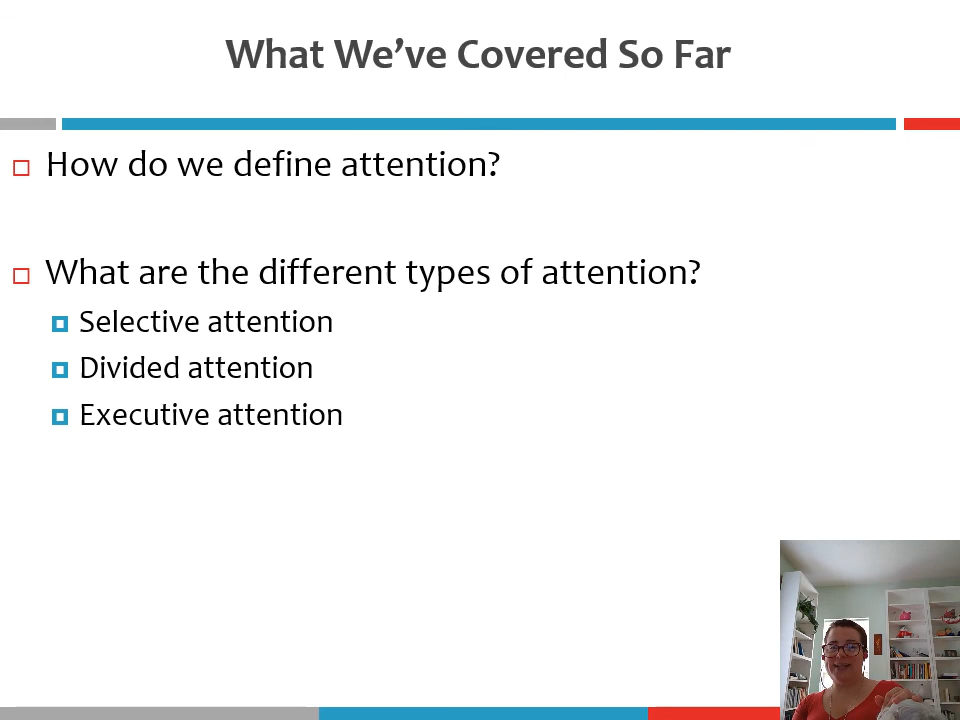 What We’ve Covered So Far
How do we define attention?
What are the different types of attention?
Selective attention
Divided attention
Executive attention